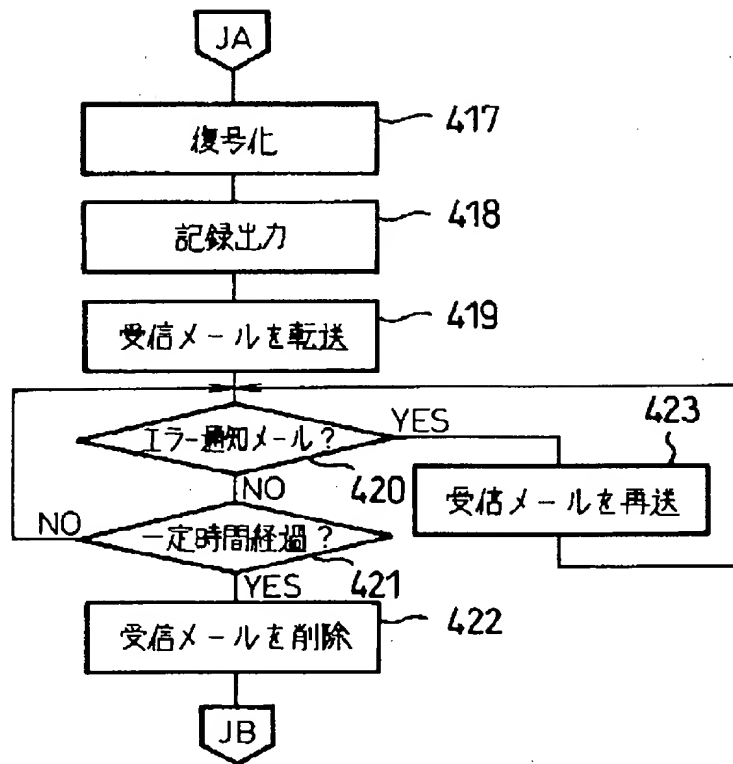 JA
復号化
417
記録出力
418
受信メールを転送
419
エラー通知メール?
YES
420
423
受信メールを再送
NO
NO
一定時間経過?
421
YES
受信メールを削除
422
JB